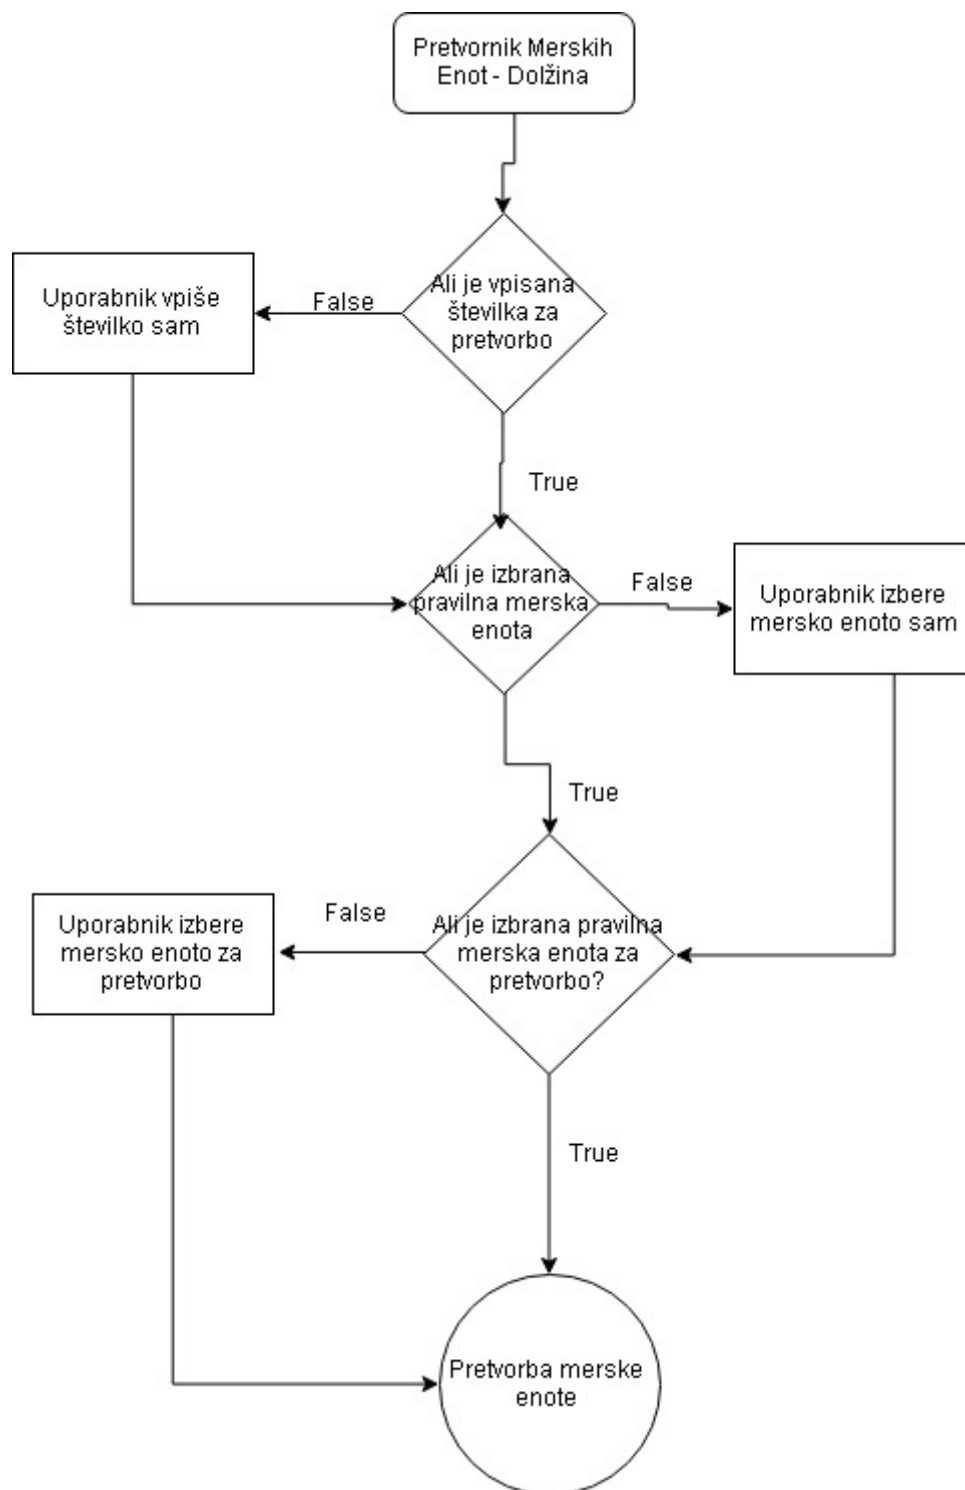 Pretvornik Merskih
Enot - Dolžina
Ali je vpisana
številka za
pretvorbo
False
Uporabnik vpiše
številko sam
True
Ali je izbrana
pravilna merska
enota
False
Uporabnik izbere
mersko enoto sam
True
Ali je izbrana pravilna
merska enota za
pretvorbo?
False
Uporabnik izbere
mersko enoto za
pretvorbo
True
Pretvorba merske
enote